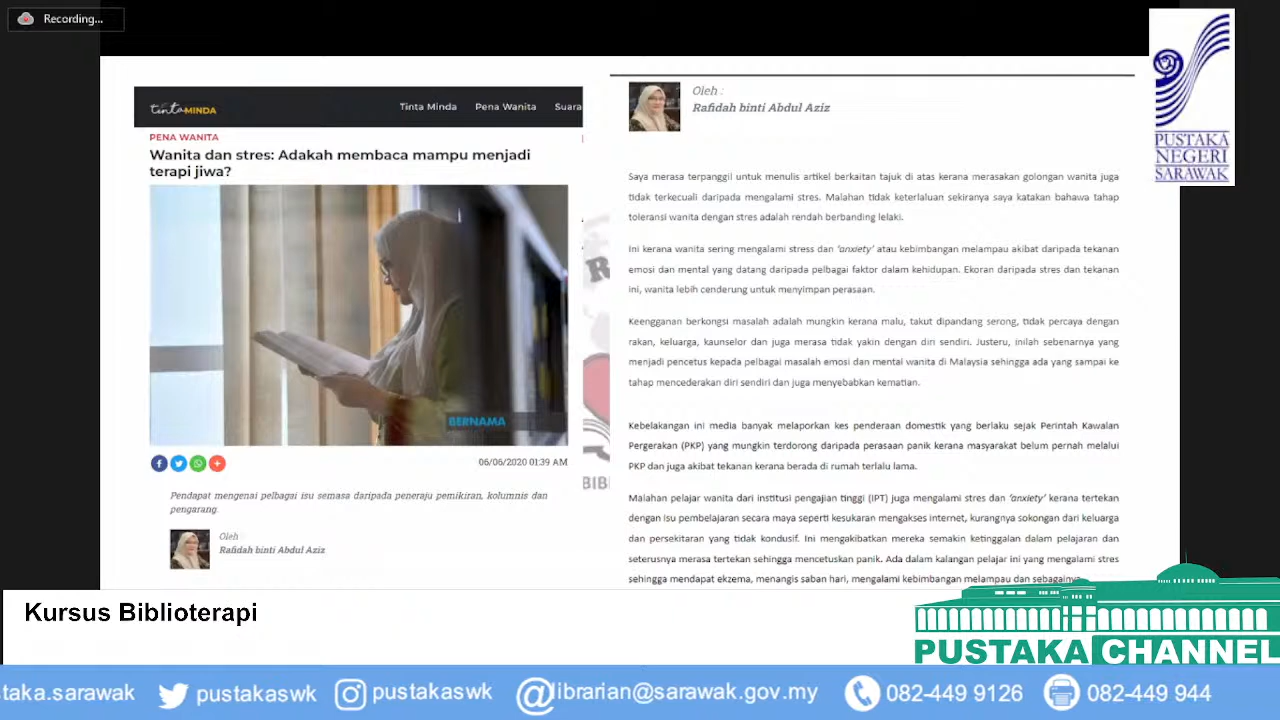 Recording...
PUSTAKA
NEGERI
SARAWAK
tinta MINDA
Tinta Minda Pena Wanita Suara
PENA WANITA
Wanita dan stres: Adakah membaca mampu menjadi
terapi jiwa?
BERNAMA
06/06/2020 01:39 AM
Pendapat mengenai pelbagai isu semasa daripada peneraju pemikiran, kolumnis dan
pengarang.
Oleh :
Rafidah binti Abdul Aziz
BIB
Oleh :
Rafidah binti Abdul Aziz
Saya merasa terpanggil untuk menulis artikel berkaitan tajuk di atas kerana merasakan golongan wanita juga
tidak terkecuali daripada mengalami stres. Malahan tidak keterlaluan sekiranya saya katakan bahawa tahap
toleransi wanita dengan stres adalah rendah berbanding lelaki.
Ini kerana wanita sering mengalami stress dan 'anxiety' atau kebimbangan melampau akibat daripada tekanan
emosi dan mental yang datang daripada pelbagai faktor dalam kehidupan. Ekoran daripada stres dan tekanan
ini, wanita lebih cenderung untuk menyimpan perasaan.
Keengganan berkongsi masalah adalah mungkin kerana malu, takut dipandang serong, tidak percaya dengan
rakan, keluarga, kaunselor dan juga merasa tidak yakin dengan diri sendiri. Justeru, inilah sebenarnya yang
menjadi pencetus kepada pelbagai masalah emosi dan mental wanita di Malaysia sehingga ada yang sampai ke
tahap mencederakan diri sendiri dan juga menyebabkan kematian.
Kebelakangan ini media banyak melaporkan kes penderaan domestik yang berlaku sejak Perintah Kawalan
Pergerakan (PKP) yang mungkin terdorong daripada perasaan panik kerana masyarakat belum pernah melalui
PKP dan juga akibat tekanan kerana berada di rumah terlalu lama.
Malahan pelajar wanita dari institusi pengajian tinggi (IPT) juga mengalami stres dan 'anxiety' kerana tertekan
dengan isu pembelajaran secara maya seperti kesukaran mengakses internet, kurangnya sokongan dari keluarga
dan persekitaran yang tidak kondusif. Ini mengakibatkan mereka semakin ketinggalan dalam pelajaran dan
seterusnya merasa tertekan sehingga mencetuskan panik. Ada dalam kalangan pelajar ini yang mengalami stres
sehingga mendapat ekzema, menangis saban hari, mengalami kebimbangan melampau dan sebagainya.
Kursus Biblioterapi
PUSTAKA CHANNEL
staka.sarawak pustakaswk pustakaswk @librarian@sarawak.gov.my 082-449 9126 082-449 944